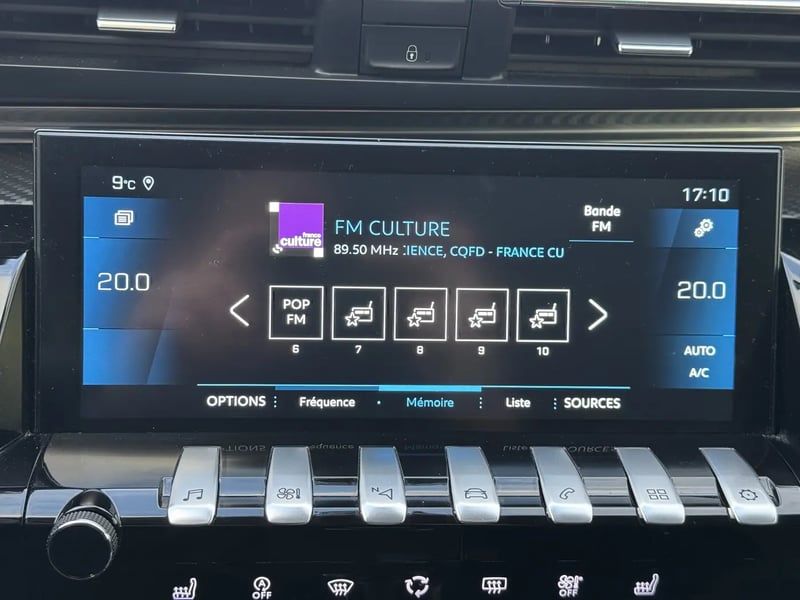 9°C
17:10
france
culture
FM CULTURE
Bande
FM
89.50 MHz :IENCE, CQFD - FRANCE CU
20.0
20.0
POP
FM
6
7
8
9
10
AUTO
A/C
OPTIONS
Fréquence
Mémoire
Liste
SOURCES
N
OFF
OFF